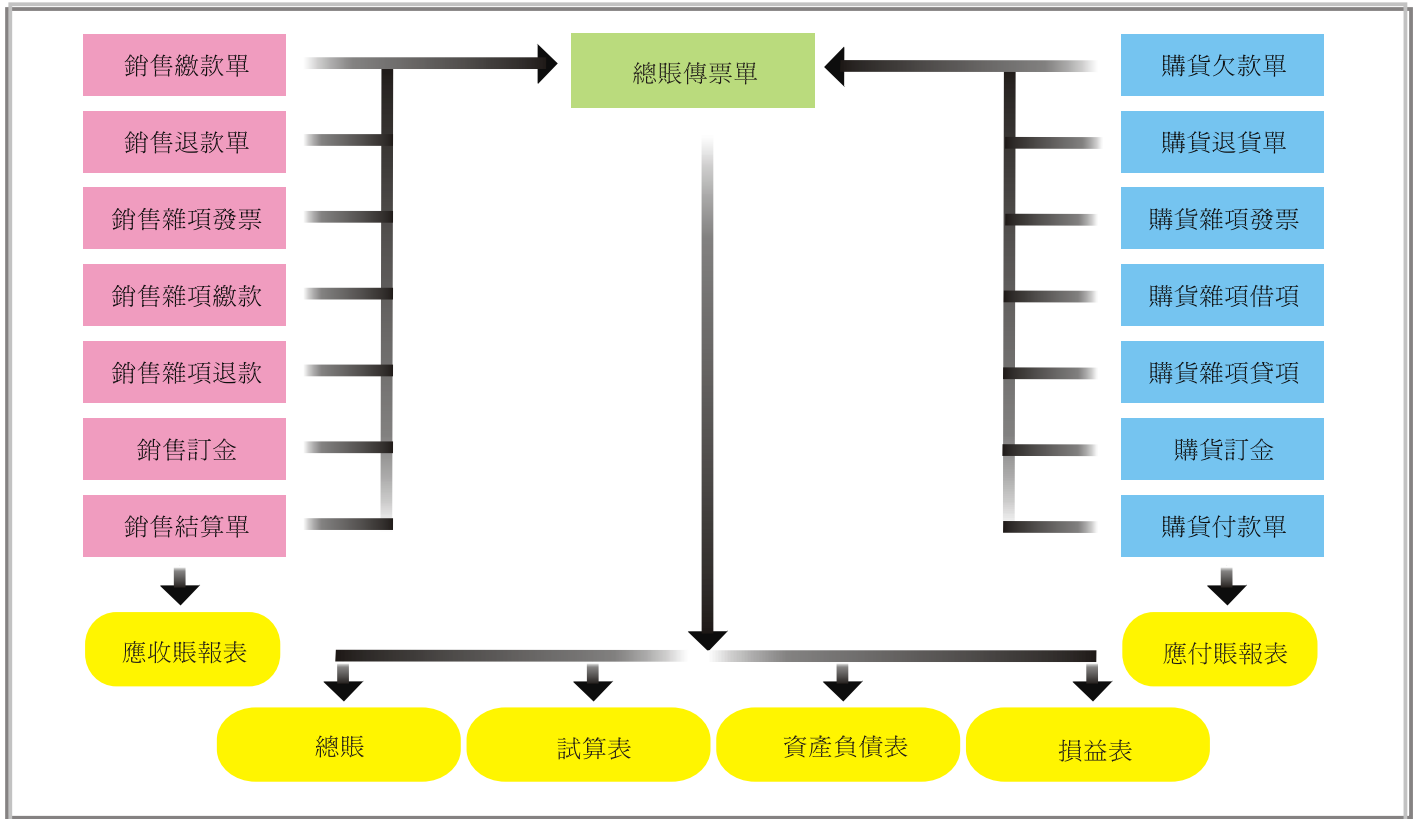 銷售繳款單
總賬傳票單
購貨欠款單
銷售退款單
購貨退貨單
銷售雜項發票
購貨雜項發票
銷售雜項繳款
購貨雜項借項
銷售雜項退款
購貨雜項貸項
銷售訂金
購貨訂金
銷售結算單
購貨付款單
應收賬報表
應付賬報表
總賬
試算表
資產負債表
損益表